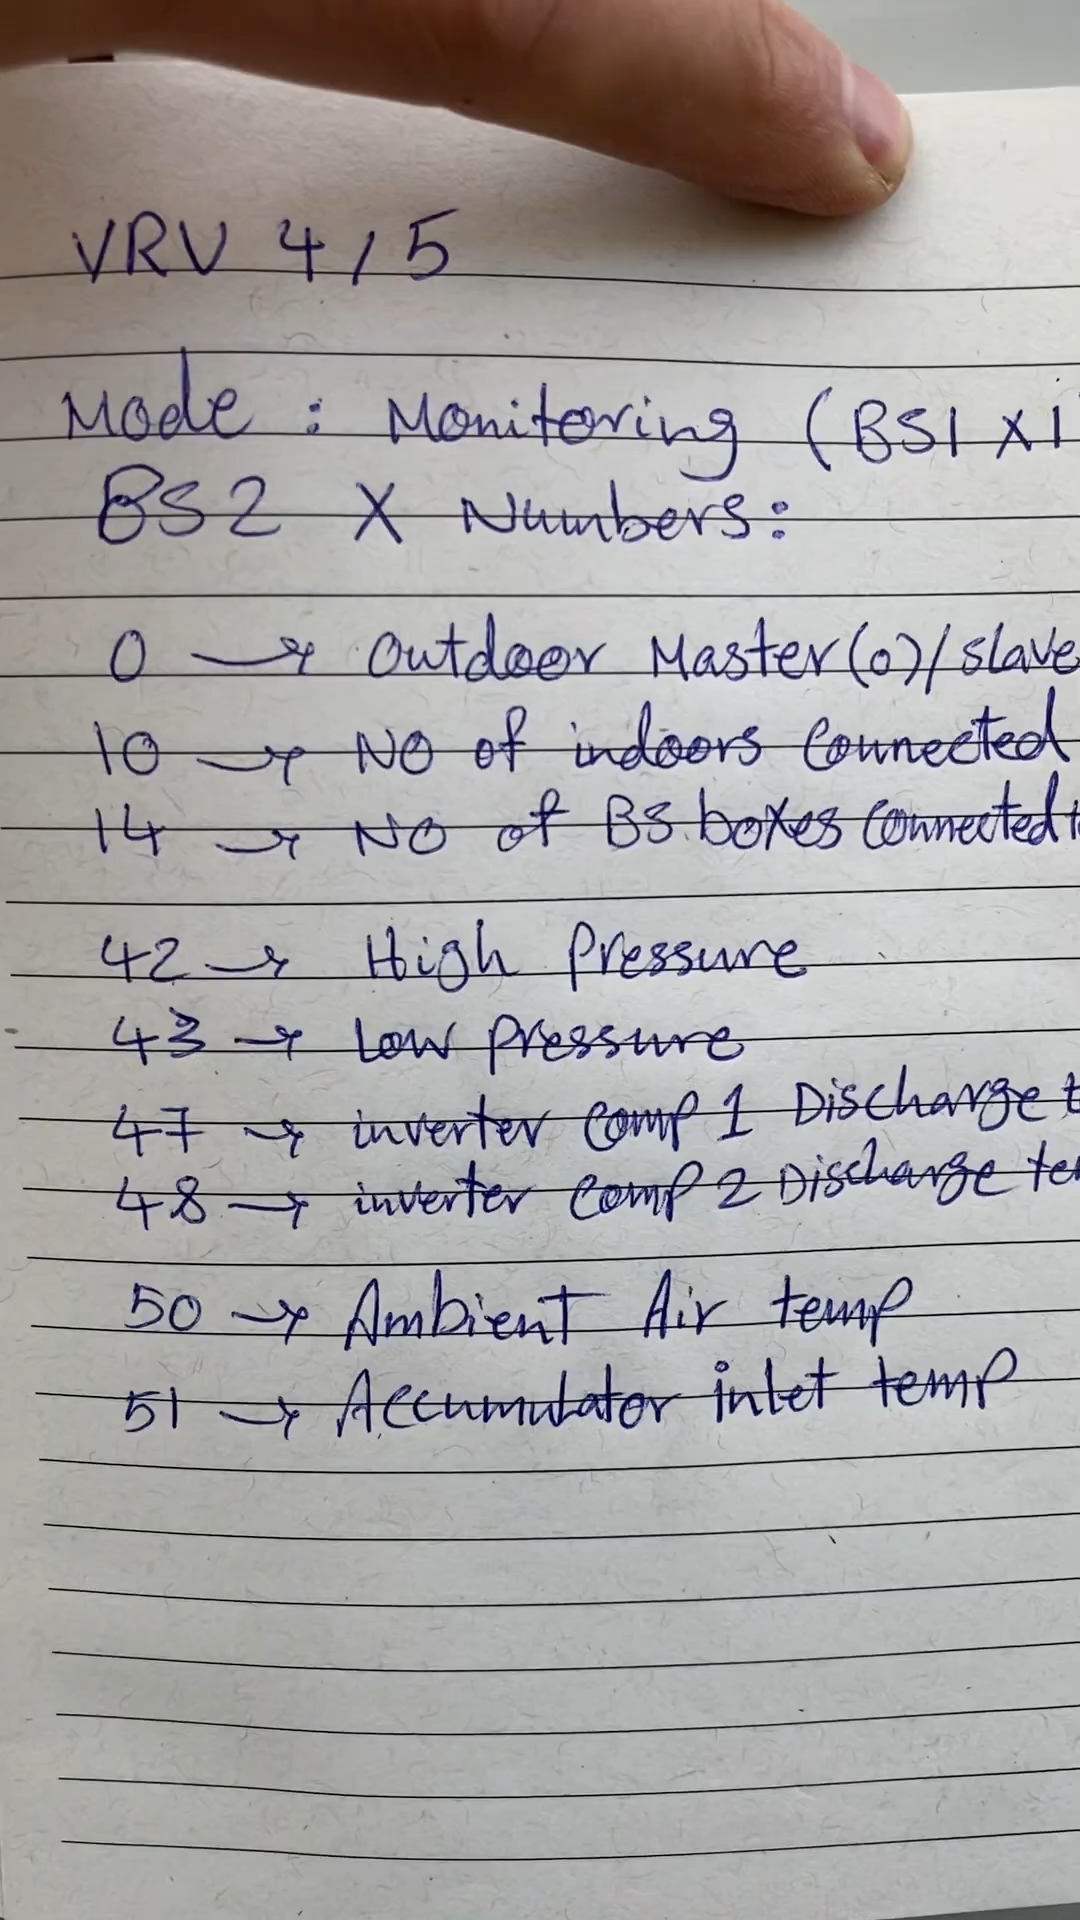 VRV 4/5
Mode : Monitoring (BS1 X1
BS2 X Numbers:
0 → Outdoor Master(0)/slave
10 → NO of indoors Connected
14 → NO of BS boxes Connected
42 → High Pressure
43 → Low pressure
47 → inverter Comp 1 Discharge
48 → inverter Comp 2 Discharge
50 → Ambient Air temp
51 → Accumulator inlet temp